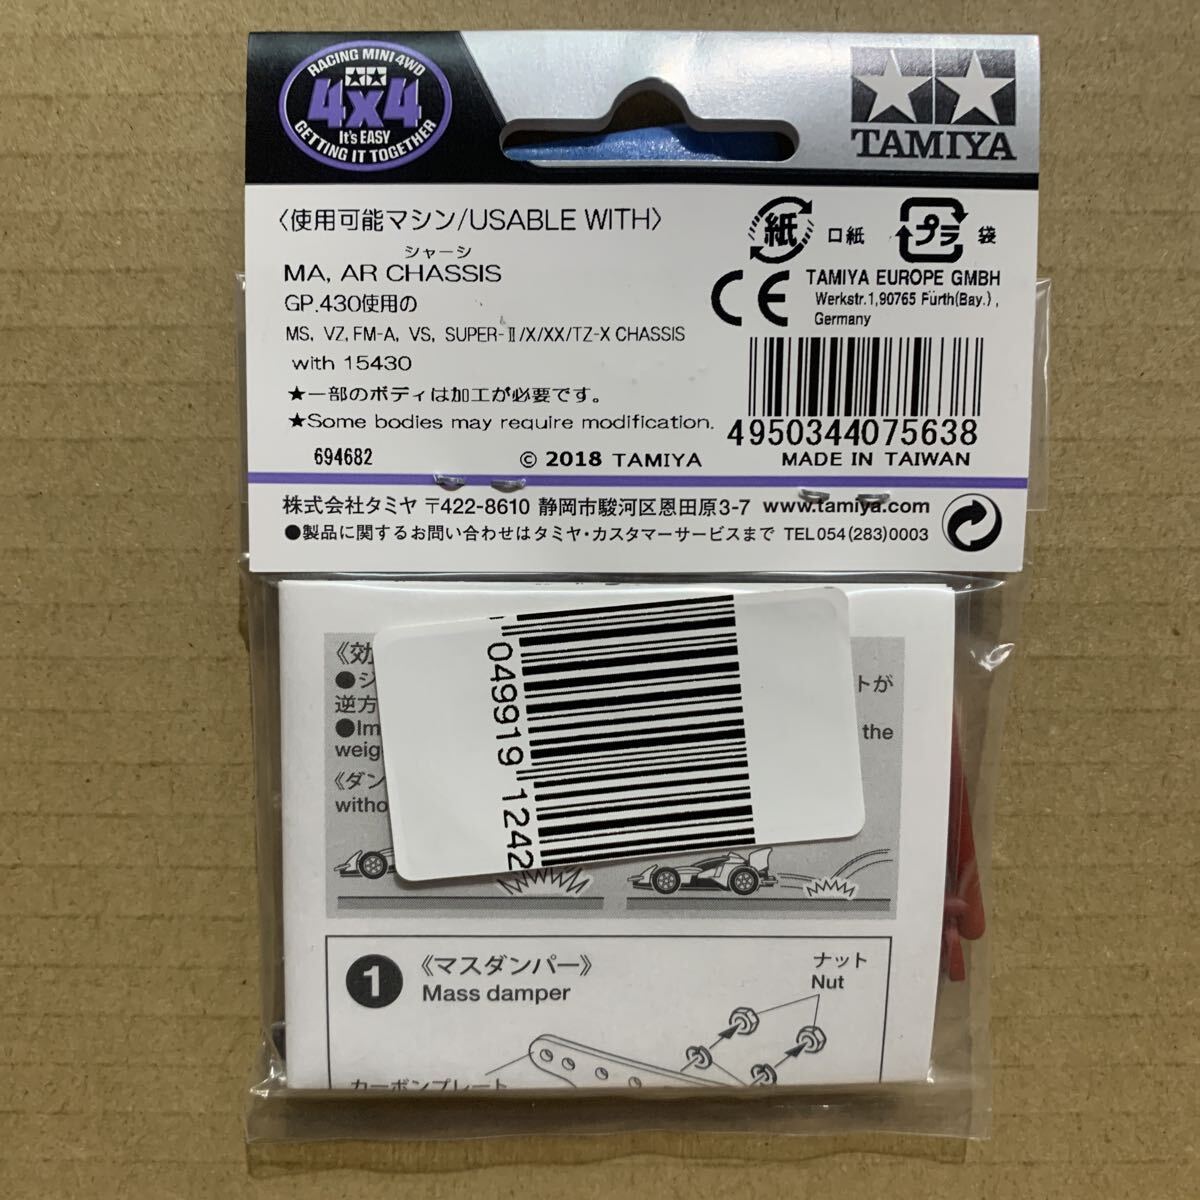 RACING MINI4WD
4x4
It's EASY
GETTING IT TOGETHER
TAMIYA
〈使用可能マシン/USABLE WITH〉
シャーシ
MA, AR CHASSIS
GP.430使用の
MS, VZ, FM-A, VS, SUPER-Ⅱ/X/XX/TZ-X CHASSIS
with 15430
★一部のボディは加工が必要です。
★Some bodies may require modification.
694682
© 2018 TAMIYA
紙 口紙
プラ 袋
CE
TAMIYA EUROPE GMBH
Werkstr.1,90765 Fürth(Bay.),
Germany
4950344075638
MADE IN TAIWAN
株式会社タミヤ 〒422-8610 静岡市駿河区恩田原3-7 www.tamiya.com
●製品に関するお問い合わせはタミヤ・カスタマーサービスまで TEL054(283)0003
《効
●ジ
トが
逆方
●Im
the
weig
《ダン
witho
0499191242
1
《マスダンパー》
Mass damper
ナット
Nut
カーボンプレート